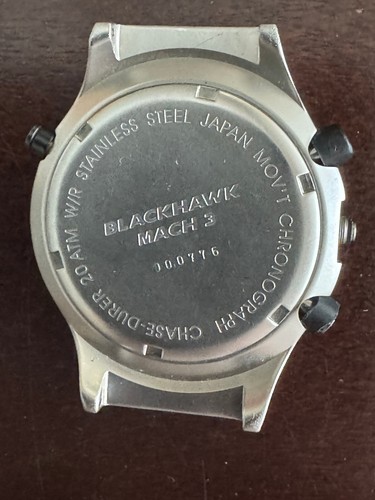 CHASE-DURER 20 ATM W/R STAINLESS STEEL JAPAN MOV'T CHRONOGRAPH
BLACKHAWK
MACH 3
000776